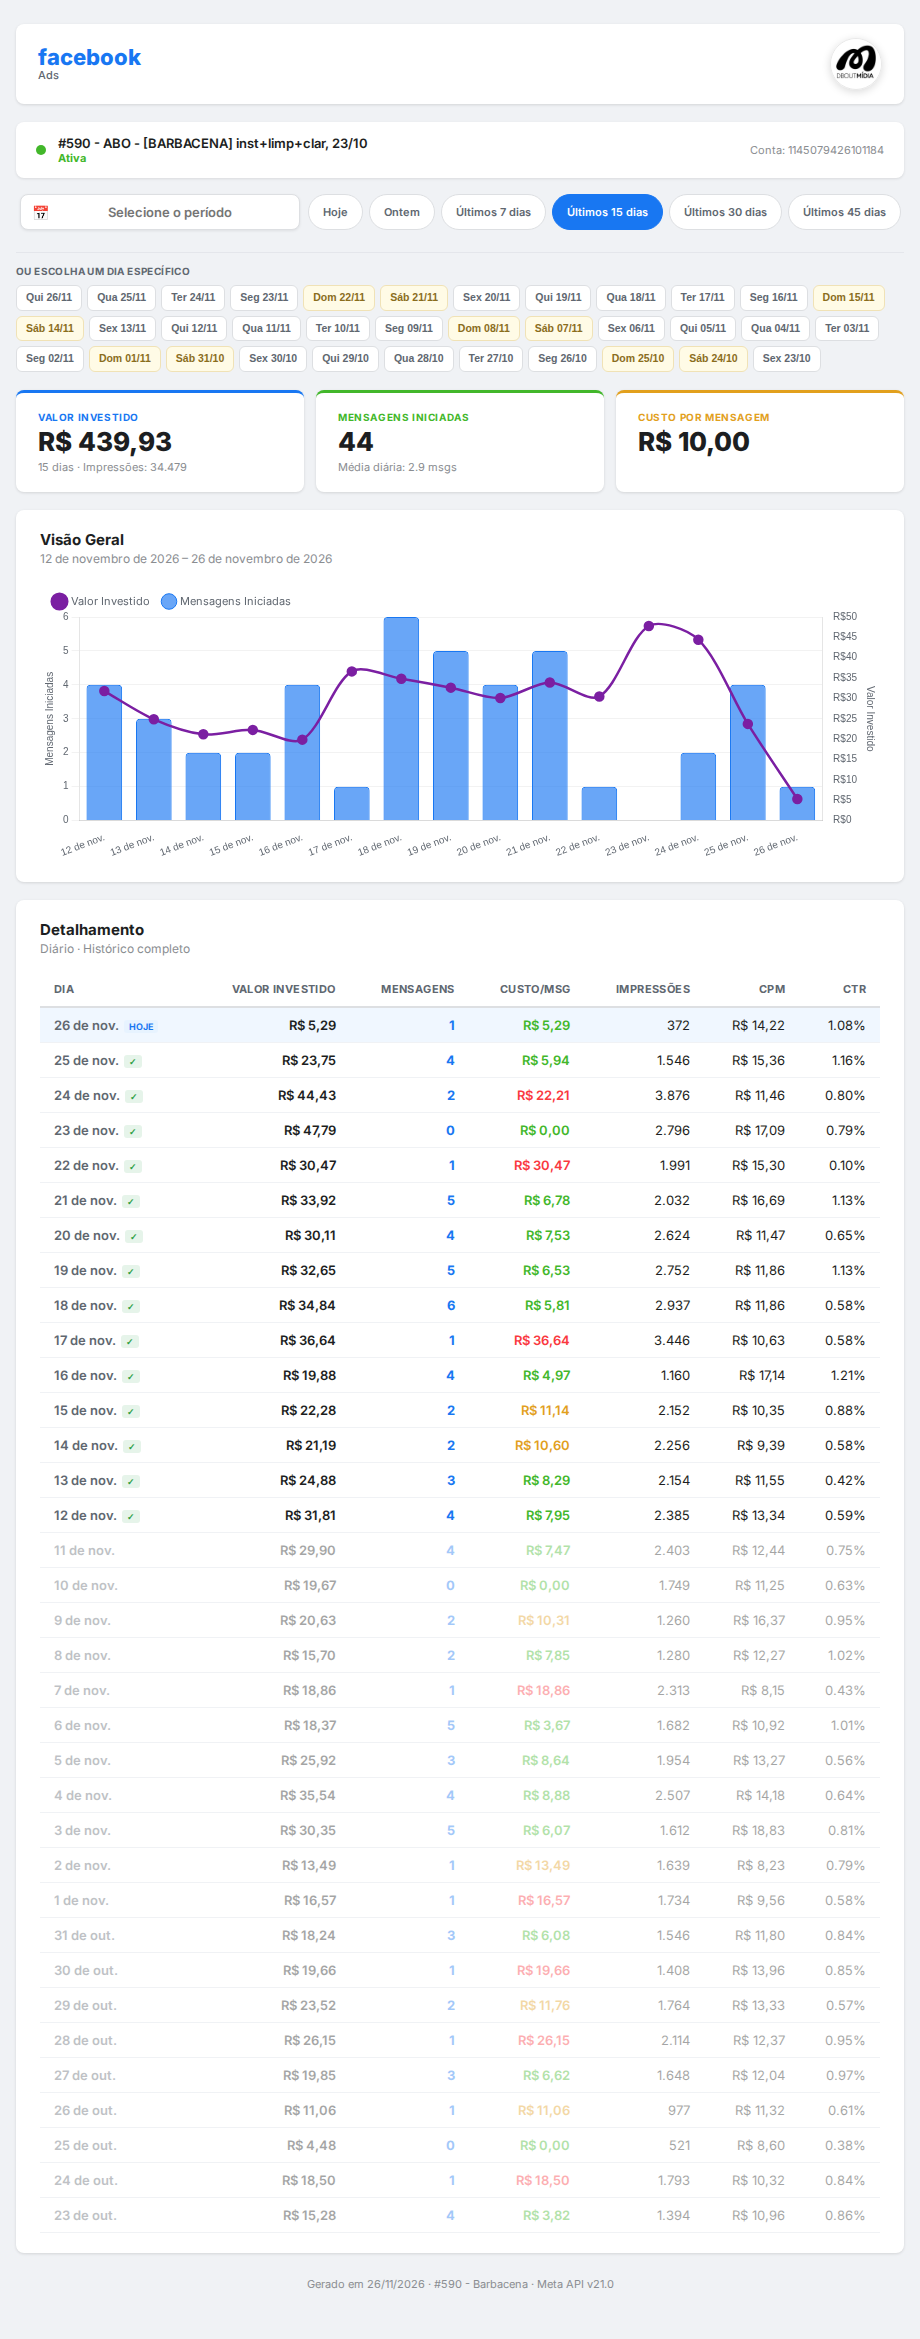 facebook
Ads
DBOUTMÍDIA
#590 - ABO - [BARBACENA] inst+limp+clar, 23/10
Ativa
Conta: 1145079426101184
Selecione o período Hoje Ontem Últimos 7 dias Últimos 15 dias Últimos 30 dias Últimos 45 dias
OU ESCOLHA UM DIA ESPECÍFICO
Qui 26/11 Qua 25/11 Ter 24/11 Seg 23/11 Dom 22/11 Sáb 21/11 Sex 20/11 Qui 19/11 Qua 18/11 Ter 17/11 Seg 16/11 Dom 15/11
Sáb 14/11 Sex 13/11 Qui 12/11 Qua 11/11 Ter 10/11 Seg 09/11 Dom 08/11 Sáb 07/11 Sex 06/11 Qui 05/11 Qua 04/11 Ter 03/11
Seg 02/11 Dom 01/11 Sáb 31/10 Sex 30/10 Qui 29/10 Qua 28/10 Ter 27/10 Seg 26/10 Dom 25/10 Sáb 24/10 Sex 23/10
VALOR INVESTIDO
R$ 439,93
15 dias · Impressões: 34.479
MENSAGENS INICIADAS
44
Média diária: 2.9 msgs
CUSTO POR MENSAGEM
R$ 10,00
Visão Geral
12 de novembro de 2026 – 26 de novembro de 2026
Valor Investido Mensagens Iniciadas
Mensagens Iniciadas
6
5
4
3
2
1
0
R$50
R$45
R$40
R$35
R$30
R$25
R$20
R$15
R$10
R$5
R$0
Valor Investido
12 de nov. 13 de nov. 14 de nov. 15 de nov. 16 de nov. 17 de nov. 18 de nov. 19 de nov. 20 de nov. 21 de nov. 22 de nov. 23 de nov. 24 de nov. 25 de nov. 26 de nov.
Detalhamento
Diário · Histórico completo
DIA VALOR INVESTIDO MENSAGENS CUSTO/MSG IMPRESSÕES CPM CTR
26 de nov. HOJE R$ 5,29 1 R$ 5,29 372 R$ 14,22 1.08%
25 de nov. ✓ R$ 23,75 4 R$ 5,94 1.546 R$ 15,36 1.16%
24 de nov. ✓ R$ 44,43 2 R$ 22,21 3.876 R$ 11,46 0.80%
23 de nov. ✓ R$ 47,79 0 R$ 0,00 2.796 R$ 17,09 0.79%
22 de nov. ✓ R$ 30,47 1 R$ 30,47 1.991 R$ 15,30 0.10%
21 de nov. ✓ R$ 33,92 5 R$ 6,78 2.032 R$ 16,69 1.13%
20 de nov. ✓ R$ 30,11 4 R$ 7,53 2.624 R$ 11,47 0.65%
19 de nov. ✓ R$ 32,65 5 R$ 6,53 2.752 R$ 11,86 1.13%
18 de nov. ✓ R$ 34,84 6 R$ 5,81 2.937 R$ 11,86 0.58%
17 de nov. ✓ R$ 36,64 1 R$ 36,64 3.446 R$ 10,63 0.58%
16 de nov. ✓ R$ 19,88 4 R$ 4,97 1.160 R$ 17,14 1.21%
15 de nov. ✓ R$ 22,28 2 R$ 11,14 2.152 R$ 10,35 0.88%
14 de nov. ✓ R$ 21,19 2 R$ 10,60 2.256 R$ 9,39 0.58%
13 de nov. ✓ R$ 24,88 3 R$ 8,29 2.154 R$ 11,55 0.42%
12 de nov. ✓ R$ 31,81 4 R$ 7,95 2.385 R$ 13,34 0.59%
11 de nov. R$ 29,90 4 R$ 7,47 2.403 R$ 12,44 0.75%
10 de nov. R$ 19,67 0 R$ 0,00 1.749 R$ 11,25 0.63%
9 de nov. R$ 20,63 2 R$ 10,31 1.260 R$ 16,37 0.95%
8 de nov. R$ 15,70 2 R$ 7,85 1.280 R$ 12,27 1.02%
7 de nov. R$ 18,86 1 R$ 18,86 2.313 R$ 8,15 0.43%
6 de nov. R$ 18,37 5 R$ 3,67 1.682 R$ 10,92 1.01%
5 de nov. R$ 25,92 3 R$ 8,64 1.954 R$ 13,27 0.56%
4 de nov. R$ 35,54 4 R$ 8,88 2.507 R$ 14,18 0.64%
3 de nov. R$ 30,35 5 R$ 6,07 1.612 R$ 18,83 0.81%
2 de nov. R$ 13,49 1 R$ 13,49 1.639 R$ 8,23 0.79%
1 de nov. R$ 16,57 1 R$ 16,57 1.734 R$ 9,56 0.58%
31 de out. R$ 18,24 3 R$ 6,08 1.546 R$ 11,80 0.84%
30 de out. R$ 19,66 1 R$ 19,66 1.408 R$ 13,96 0.85%
29 de out. R$ 23,52 2 R$ 11,76 1.764 R$ 13,33 0.57%
28 de out. R$ 26,15 1 R$ 26,15 2.114 R$ 12,37 0.95%
27 de out. R$ 19,85 3 R$ 6,62 1.648 R$ 12,04 0.97%
26 de out. R$ 11,06 1 R$ 11,06 977 R$ 11,32 0.61%
25 de out. R$ 4,48 0 R$ 0,00 521 R$ 8,60 0.38%
24 de out. R$ 18,50 1 R$ 18,50 1.793 R$ 10,32 0.84%
23 de out. R$ 15,28 4 R$ 3,82 1.394 R$ 10,96 0.86%
Gerado em 26/11/2026 · #590 - Barbacena · Meta API v21.0